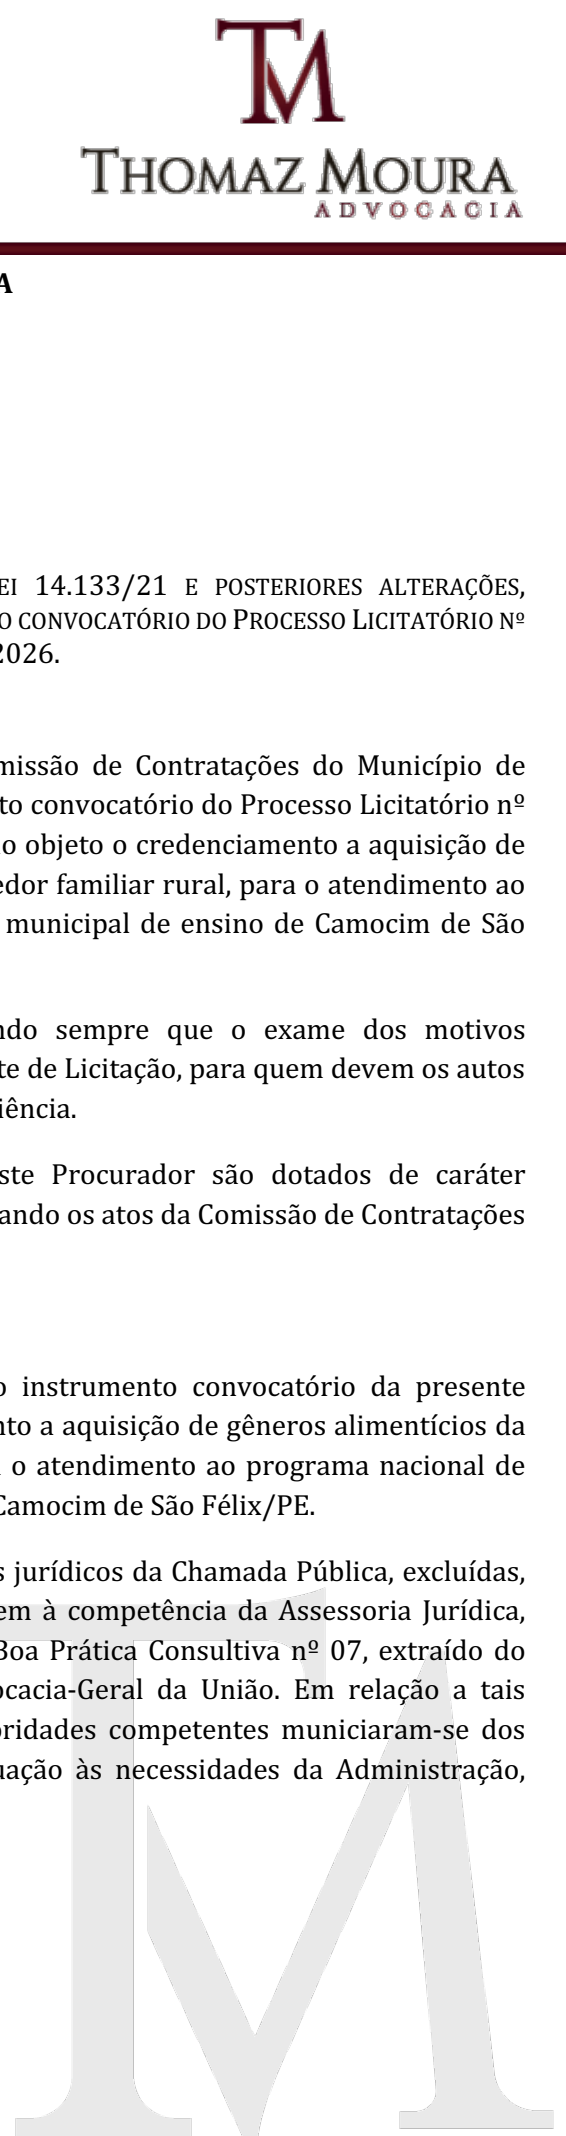 TM
THOMAZ MOURA
ADVOCACIA
A
EI 14.133/21 E POSTERIORES ALTERAÇÕES,
O CONVOCATÓRIO DO PROCESSO LICITATÓRIO Nº
2026.
missão de Contratações do Município de
to convocatório do Processo Licitatório nº
o objeto o credenciamento a aquisição de
edor familiar rural, para o atendimento ao
municipal de ensino de Camocim de São
ndo sempre que o exame dos motivos
te de Licitação, para quem devem os autos
iência.
ste Procurador são dotados de caráter
ando os atos da Comissão de Contratações
o instrumento convocatório da presente
nto a aquisição de gêneros alimentícios da
o atendimento ao programa nacional de
Camocim de São Félix/PE.
s jurídicos da Chamada Pública, excluídas,
em à competência da Assessoria Jurídica,
Boa Prática Consultiva nº 07, extraído do
ocacia-Geral da União. Em relação a tais
oridades competentes municiaram-se dos
uação às necessidades da Administração,
TM